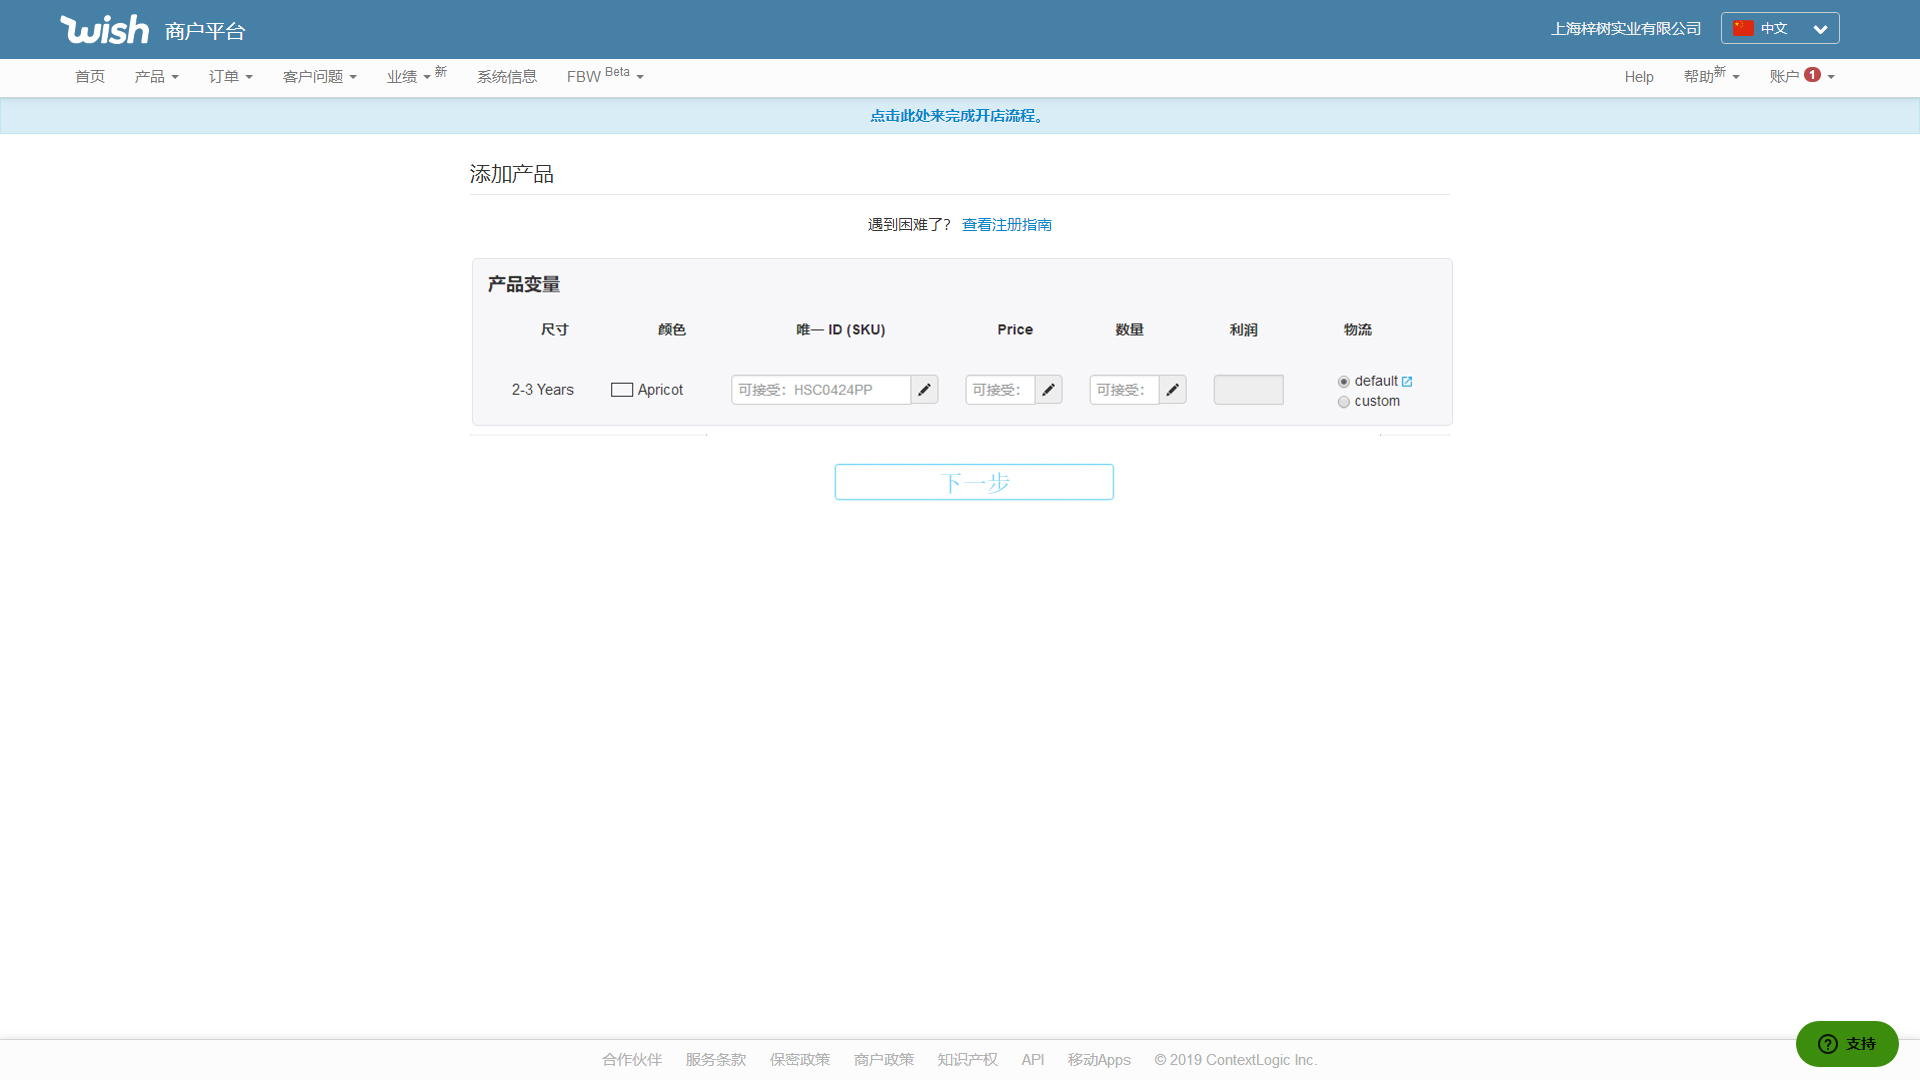 wish 商户平台
上海梓树实业有限公司 中文
首页 产品 订单 客户问题 业绩 新 系统信息 FBW Beta Help 帮助 新 账户 1
点击此处来完成开店流程。
添加产品
遇到困难了? 查看注册指南
产品变量
尺寸 颜色 唯一 ID (SKU) Price 数量 利润 物流
2-3 Years Apricot 可接受：HSC0424PP 可接受： 可接受： default
custom
下一步
支持
合作伙伴 服务条款 保密政策 商户政策 知识产权 API 移动Apps © 2019 ContextLogic Inc.